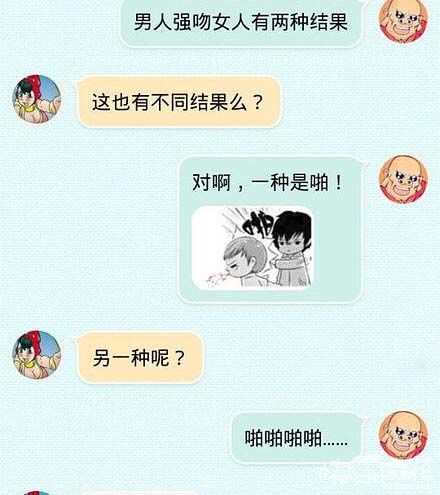 男人强吻女人有两种结果
这也有不同结果么？
对啊，一种是啪！
啪
另一种呢？
啪啪啪啪......